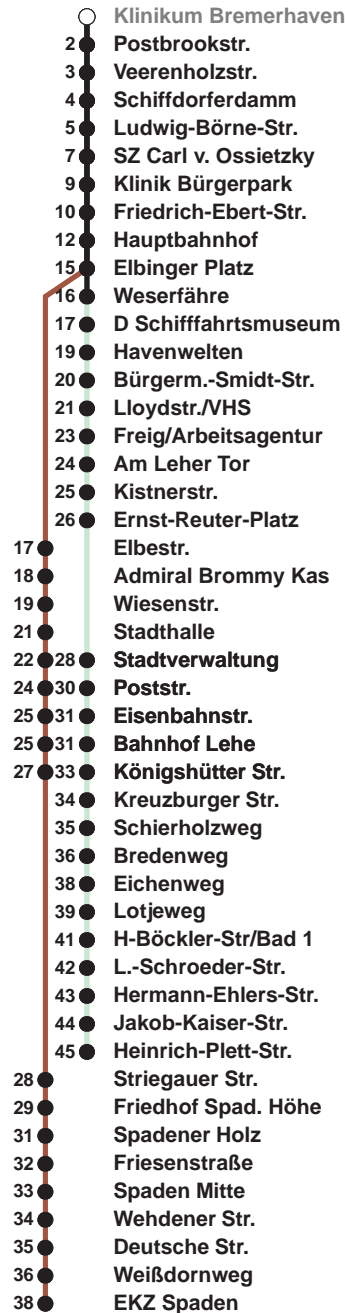 Klinikum Bremerhaven
2 Postbrookstr.
3 Veerenholzstr.
4 Schiffdorferdamm
5 Ludwig-Börne-Str.
7 SZ Carl v. Ossietzky
9 Klinik Bürgerpark
10 Friedrich-Ebert-Str.
12 Hauptbahnhof
15 Elbinger Platz
16 Weserfähre
17 D Schifffahrtsmuseum
19 Havenwelten
20 Bürgerm.-Smidt-Str.
21 Lloydstr./VHS
23 Freig/Arbeitsagentur
24 Am Leher Tor
25 Kistnerstr.
26 Ernst-Reuter-Platz
17 Elbestr.
18 Admiral Brommy Kas
19 Wiesenstr.
21 Stadthalle
22 28 Stadtverwaltung
24 30 Poststr.
25 31 Eisenbahnstr.
25 31 Bahnhof Lehe
27 33 Königshütter Str.
34 Kreuzburger Str.
35 Schierholzweg
36 Bredenweg
38 Eichenweg
39 Lotjeweg
41 H-Böckler-Str/Bad 1
42 L.-Schroeder-Str.
43 Hermann-Ehlers-Str.
44 Jakob-Kaiser-Str.
45 Heinrich-Plett-Str.
28 Striegauer Str.
29 Friedhof Spad. Höhe
31 Spadener Holz
32 Friesenstraße
33 Spaden Mitte
34 Wehdener Str.
35 Deutsche Str.
36 Weißdornweg
38 EKZ Spaden